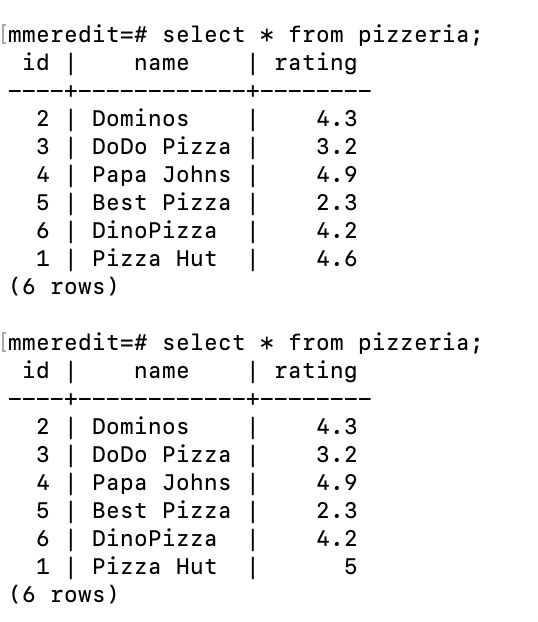 [mmeredit=# select * from pizzeria;
 id |    name    | rating
----+------------+--------
  2 | Dominos    |    4.3
  3 | DoDo Pizza |    3.2
  4 | Papa Johns |    4.9
  5 | Best Pizza |    2.3
  6 | DinoPizza  |    4.2
  1 | Pizza Hut  |    4.6
(6 rows)

[mmeredit=# select * from pizzeria;
 id |    name    | rating
----+------------+--------
  2 | Dominos    |    4.3
  3 | DoDo Pizza |    3.2
  4 | Papa Johns |    4.9
  5 | Best Pizza |    2.3
  6 | DinoPizza  |    4.2
  1 | Pizza Hut  |      5
(6 rows)